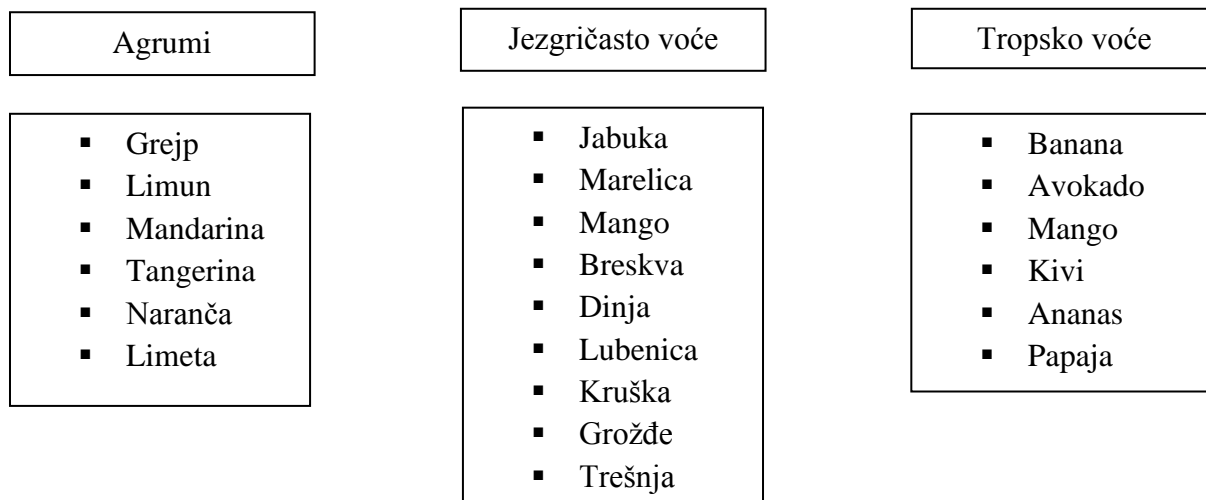 Agrumi
▪ Grejp
▪ Limun
▪ Mandarina
▪ Tangerina
▪ Naranča
▪ Limeta
Jezgričasto voće
▪ Jabuka
▪ Marelica
▪ Mango
▪ Breskva
▪ Dinja
▪ Lubenica
▪ Kruška
▪ Grožđe
▪ Trešnja
Tropsko voće
▪ Banana
▪ Avokado
▪ Mango
▪ Kivi
▪ Ananas
▪ Papaja